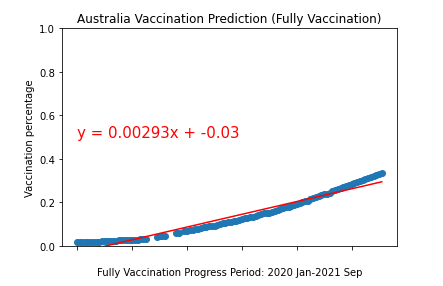 Australia Vaccination Prediction (Fully Vaccination)
1.0
0.8
0.6
0.4
0.2
0.0
Vaccination percentage
y = 0.00293x + -0.03
Fully Vaccination Progress Period: 2020 Jan-2021 Sep